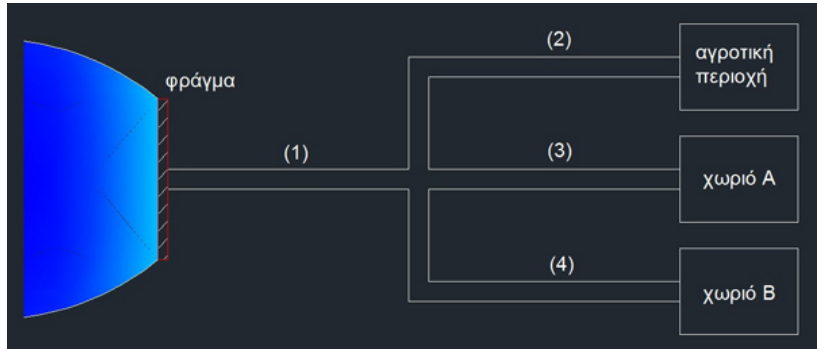 (2)
αγροτική
περιοχή
φράγμα
(1)
(3)
χωριό Α
(4)
χωριό Β